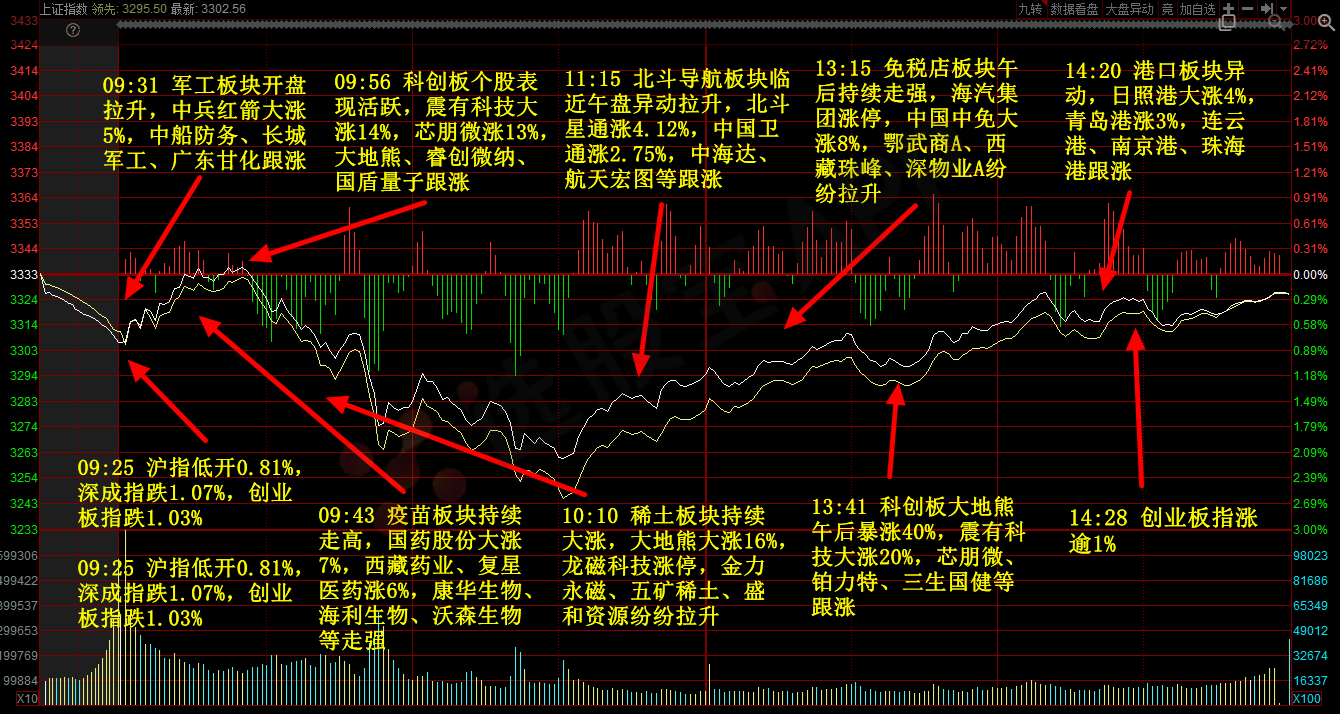 上证指数 领先: 3295.50 最新: 3302.56
九转 数据看盘 大盘异动 竞 加自选
3433
3424
3414
3404
3393
3384
3373
3364
3353
3344
3333
3324
3314
3303
3294
3283
3274
3263
3254
3243
3233
599306
499422
399537
299653
199769
99884
X10
09:31 军工板块开盘
拉升，中兵红箭大涨
5%，中船防务、长城
军工、广东甘化跟涨
09:56 科创板个股表
现活跃，震有科技大
涨14%，芯朋微涨13%，
大地熊、睿创微纳、
国盾量子跟涨
11:15 北斗导航板块临
近午盘异动拉升，北斗
星通涨4.12%，中国卫
通涨2.75%，中海达、
航天宏图等跟涨
13:15 免税店板块午
后持续走强，海汽集
团涨停，中国中免大
涨8%，鄂武商A、西
藏珠峰、深物业A纷
纷拉升
14:20 港口板块异
动，日照港大涨4%，
青岛港涨3%，连云
港、南京港、珠海
港跟涨
09:25 沪指低开0.81%，
深成指跌1.07%，创业
板指跌1.03%
09:25 沪指低开0.81%，
深成指跌1.07%，创业
板指跌1.03%
09:43 疫苗板块持续
走高，国药股份大涨
7%，西藏药业、复星
医药涨6%，康华生物、
海利生物、沃森生物
等走强
10:10 稀土板块持续
大涨，大地熊大涨16%，
龙磁科技涨停，金力
永磁、五矿稀土、盛
和资源纷纷拉升
13:41 科创板大地熊
午后暴涨40%，震有科
技大涨20%，芯朋微、
铂力特、三生国健等
跟涨
14:28 创业板指涨
逾1%
3.00%
2.72%
2.41%
2.12%
1.81%
1.51%
1.21%
0.91%
0.61%
0.31%
0.00%
0.29%
0.58%
0.89%
1.18%
1.49%
1.79%
2.09%
2.39%
2.69%
3.00%
98023
81686
65349
49012
32674
16337
X100
选股宝APP